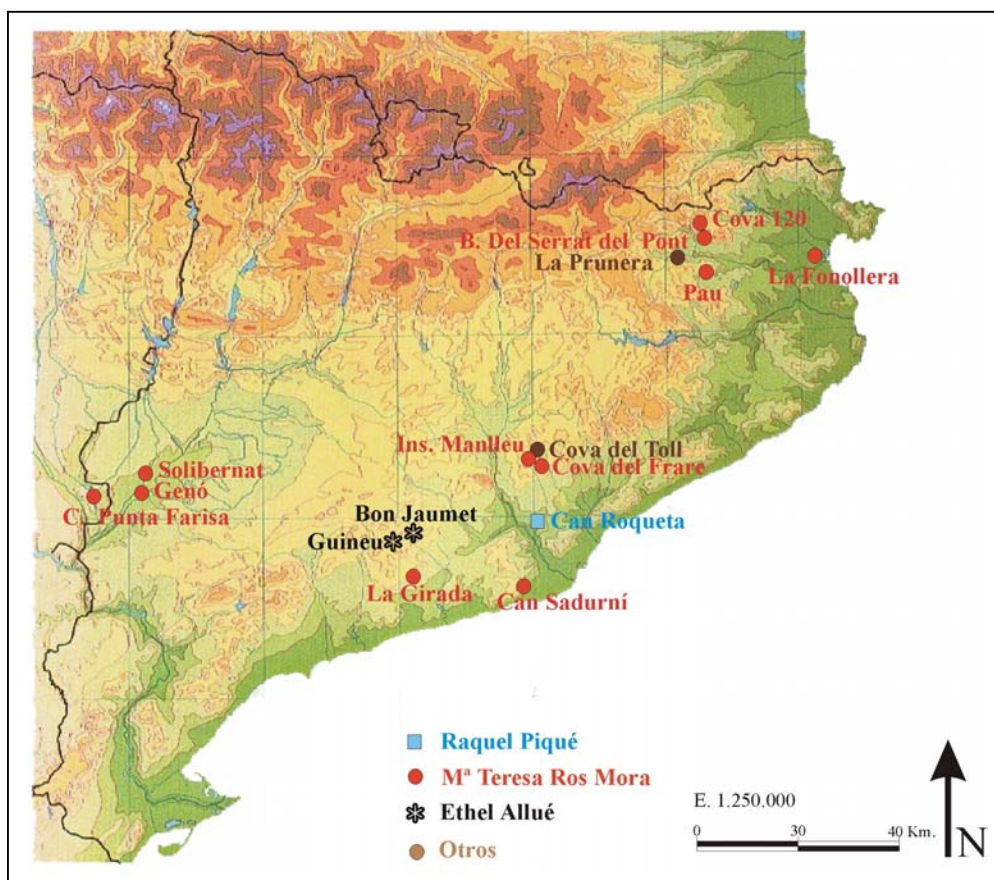 Cova 120
B. Del Serrat del Pont
La Prunera
La Fonollera
Pau
Ins. Manlleu
Cova del Toll
Cova del Frare
Solibernat
Genó
C. Punta Farisa
Bon Jaumet
Can Roqueta
Guineu
La Girada
Can Sadurní
Raquel Piqué
Mª Teresa Ros Mora
Ethel Allué
Otros
E. 1.250.000
0 30 40 Km.
N